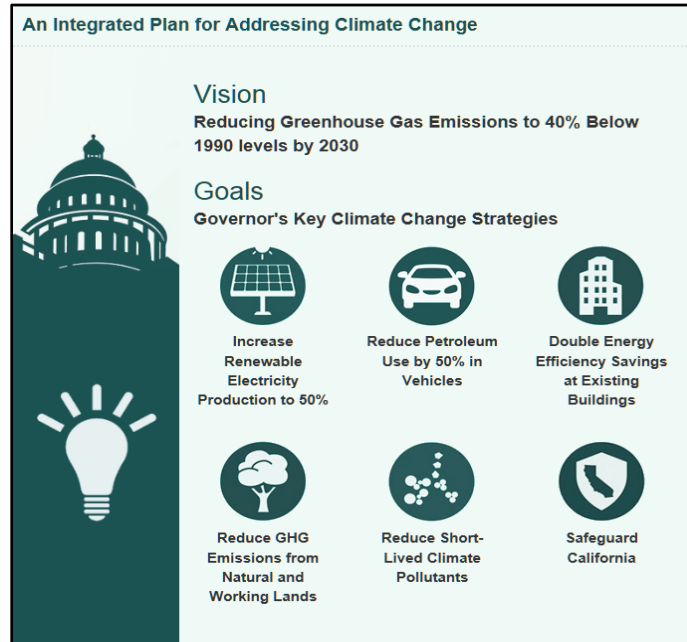 An Integrated Plan for Addressing Climate Change
Vision
Reducing Greenhouse Gas Emissions to 40% Below
1990 levels by 2030
Goals
Governor's Key Climate Change Strategies
Increase
Renewable
Electricity
Production to 50%
Reduce Petroleum
Use by 50% in
Vehicles
Double Energy
Efficiency Savings
at Existing
Buildings
Reduce GHG
Emissions from
Natural and
Working Lands
Reduce Short-
Lived Climate
Pollutants
Safeguard
California